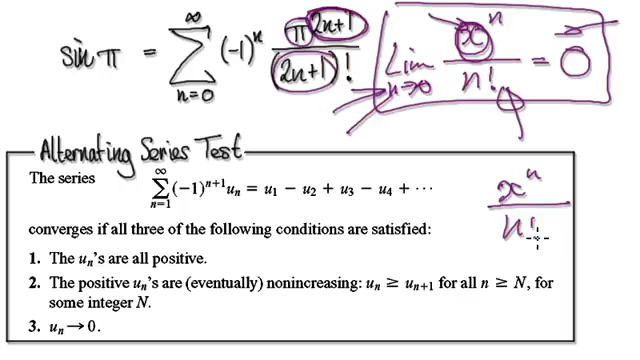 sin π = ∑_{n=0}^{∞} (-1)^n π^{2n+1} / (2n+1)!
Lim_{n→0} x^n / n! = 0
Alternating Series Test
The series
∑_{n=1}^{∞} (−1)^{n+1} u_n = u_1 − u_2 + u_3 − u_4 + ⋯
x^n / n!
converges if all three of the following conditions are satisfied:
1. The u_n's are all positive.
2. The positive u_n's are (eventually) nonincreasing: u_n ≥ u_{n+1} for all n ≥ N, for
some integer N.
3. u_n → 0.